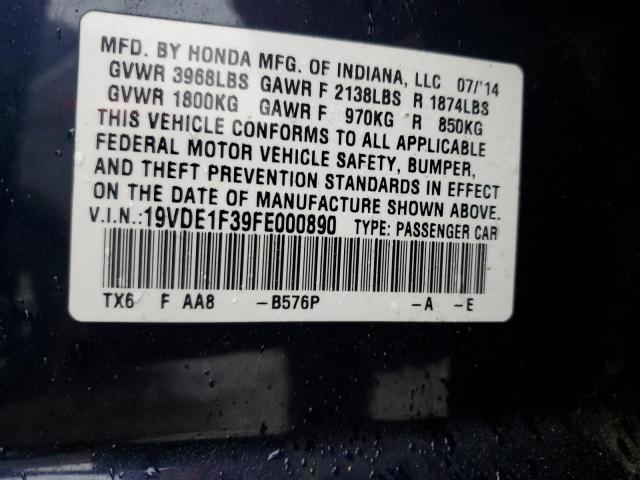 MFD. BY HONDA MFG. OF INDIANA, LLC 07/'14
GVWR 3968LBS GAWR F 2138LBS R 1874LBS
GVWR 1800KG GAWR F 970KG R 850KG
THIS VEHICLE CONFORMS TO ALL APPLICABLE
FEDERAL MOTOR VEHICLE SAFETY, BUMPER,
AND THEFT PREVENTION STANDARDS IN EFFECT
ON THE DATE OF MANUFACTURE SHOWN ABOVE.
V.I.N.:19VDE1F39FE000890 TYPE: PASSENGER CAR
TX6 F AA8 -B576P -A -E